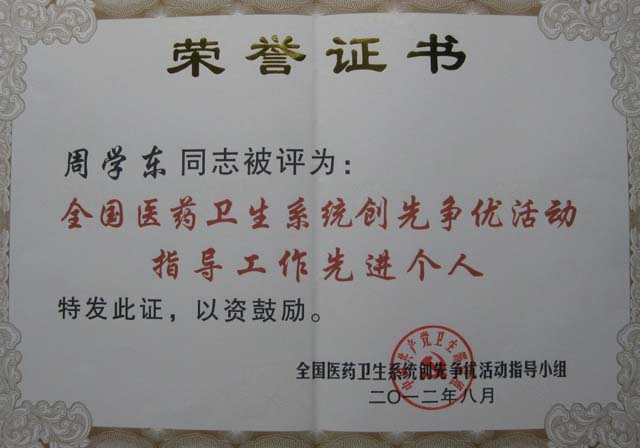 荣誉证书
周学东同志被评为：
全国医药卫生系统创先争优活动
指导工作先进个人
特发此证，以资鼓励。
全国医药卫生系统创先争优活动指导小组
二〇一二年八月